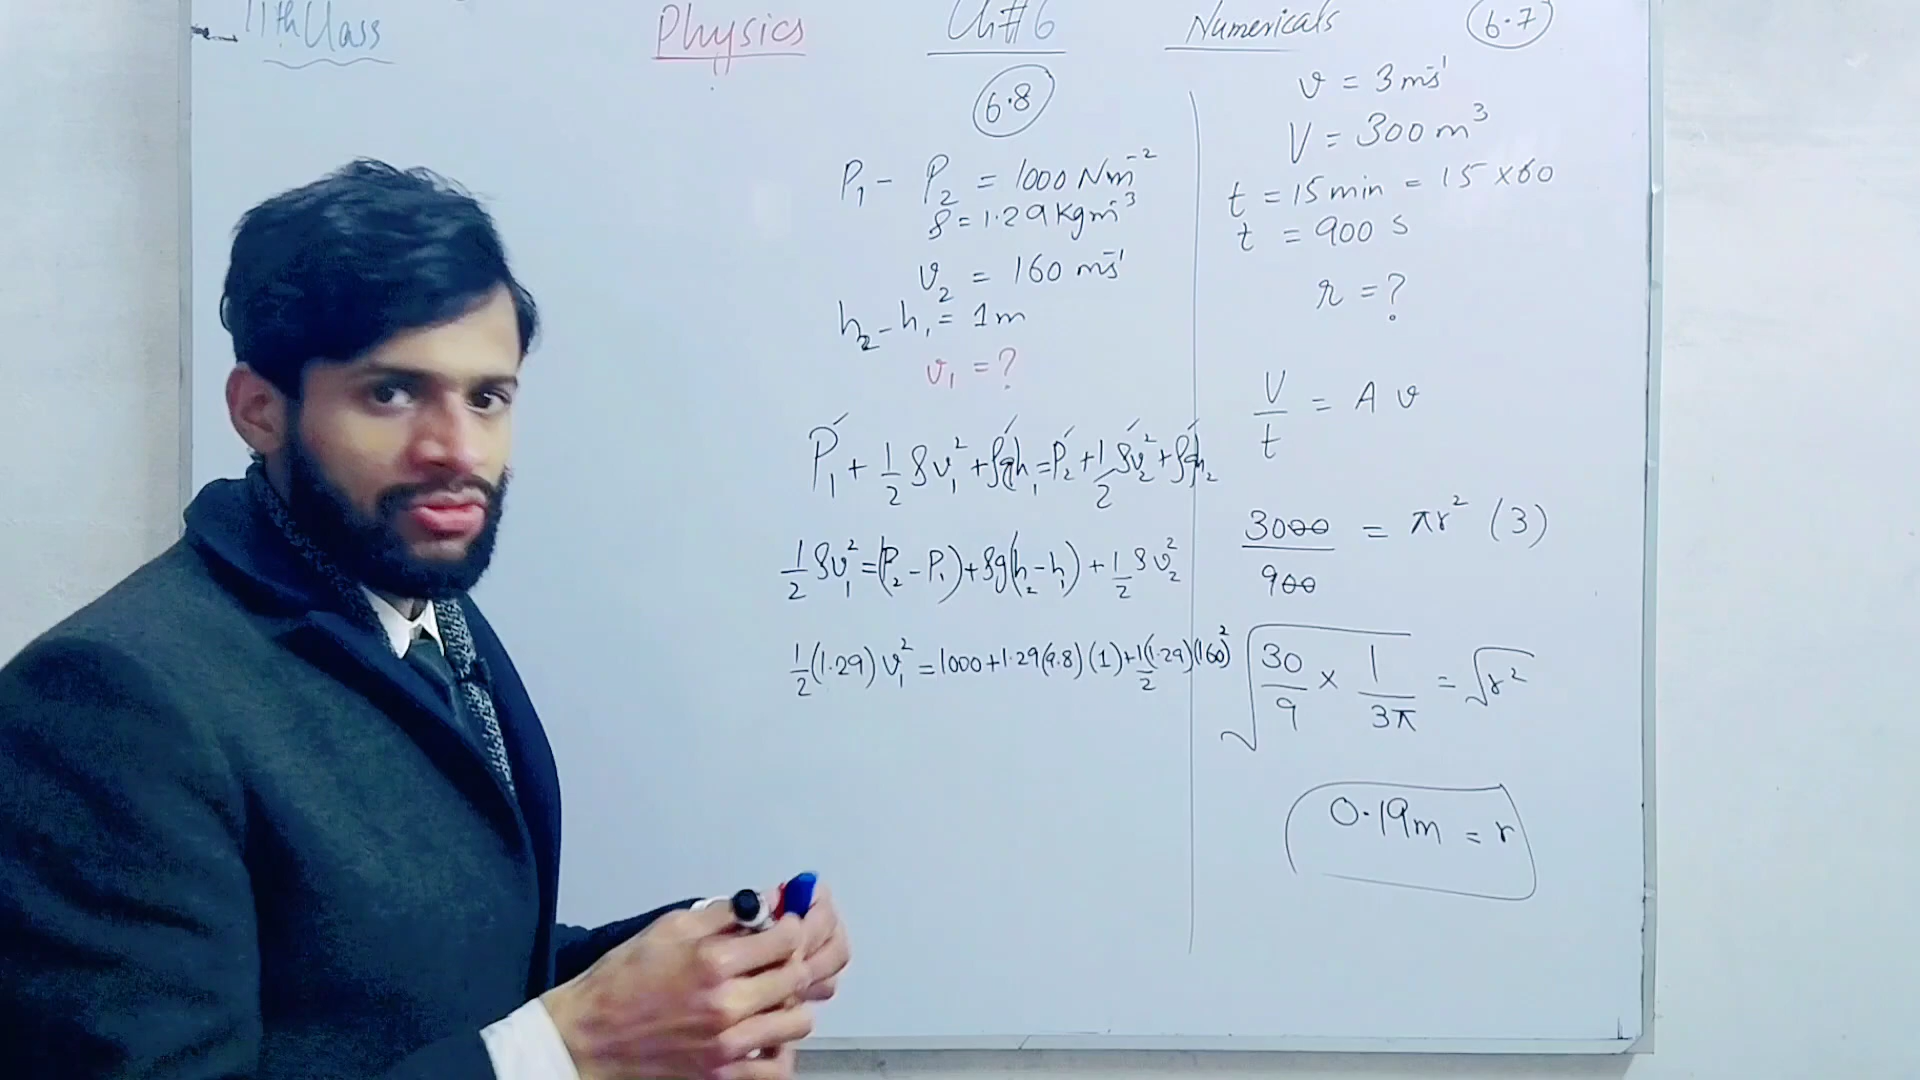 11th Class Physics Ch#6 Numericals
6.8
P₁ - P₂ = 1000 Nm⁻²
ρ = 1.29 Kgm⁻³
v₂ = 160 ms⁻¹
h₂ - h₁ = 1m
v₁ = ?
P₁ + 1/2 ρv₁² + ρgh₁ = P₂ + 1/2 ρv₂² + ρgh₂
1/2 ρv₁² = (P₂ - P₁) + ρg(h₂ - h₁) + 1/2 ρv₂²
1/2 (1.29) v₁² = 1000 + 1.29(9.8)(1) + 1/2 (1.29)(160)²
6.7
v = 3 ms⁻¹
V = 300 m³
t = 15 min = 15 x 60
t = 900 s
r = ?
V/t = A v
3000/900 = πr² (3)
√(30/9 × 1/3π) = √r²
0.19m = r